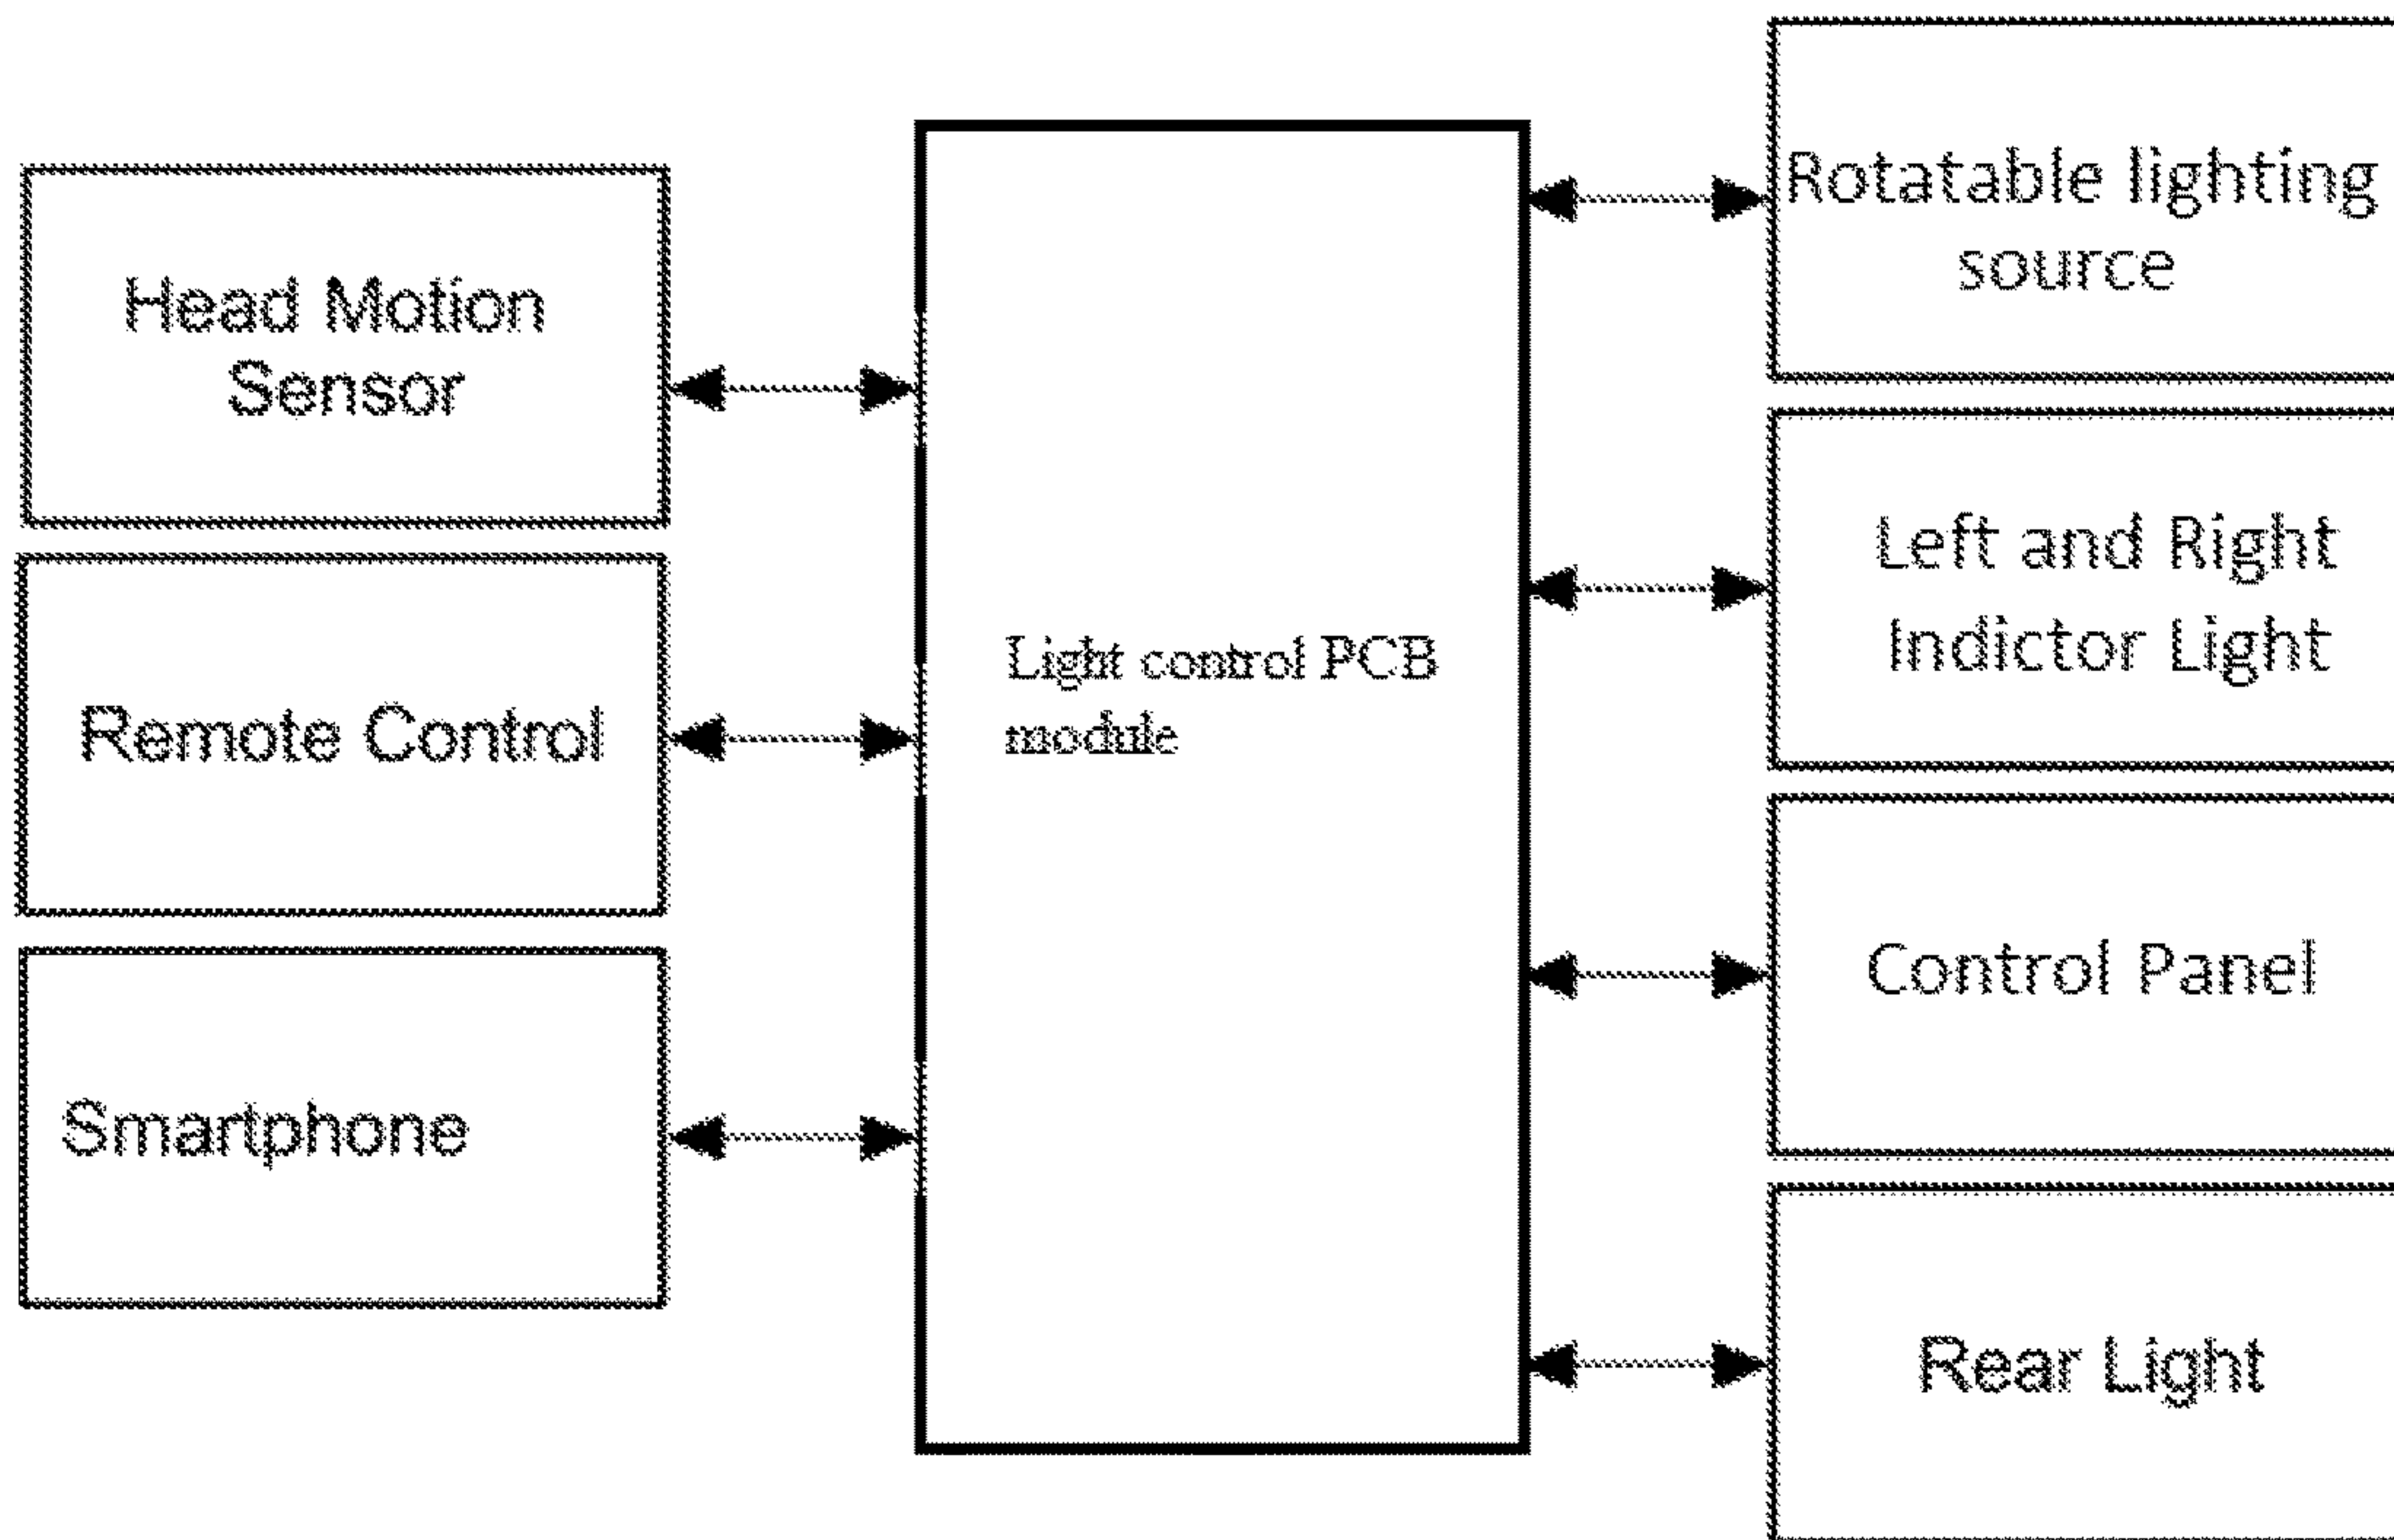 Head Motion
Sensor
Remote Control
Smartphone
Light control PCB
module
Rotatable lighting
source
Left and Right
Indictor Light
Control Panel
Rear Light